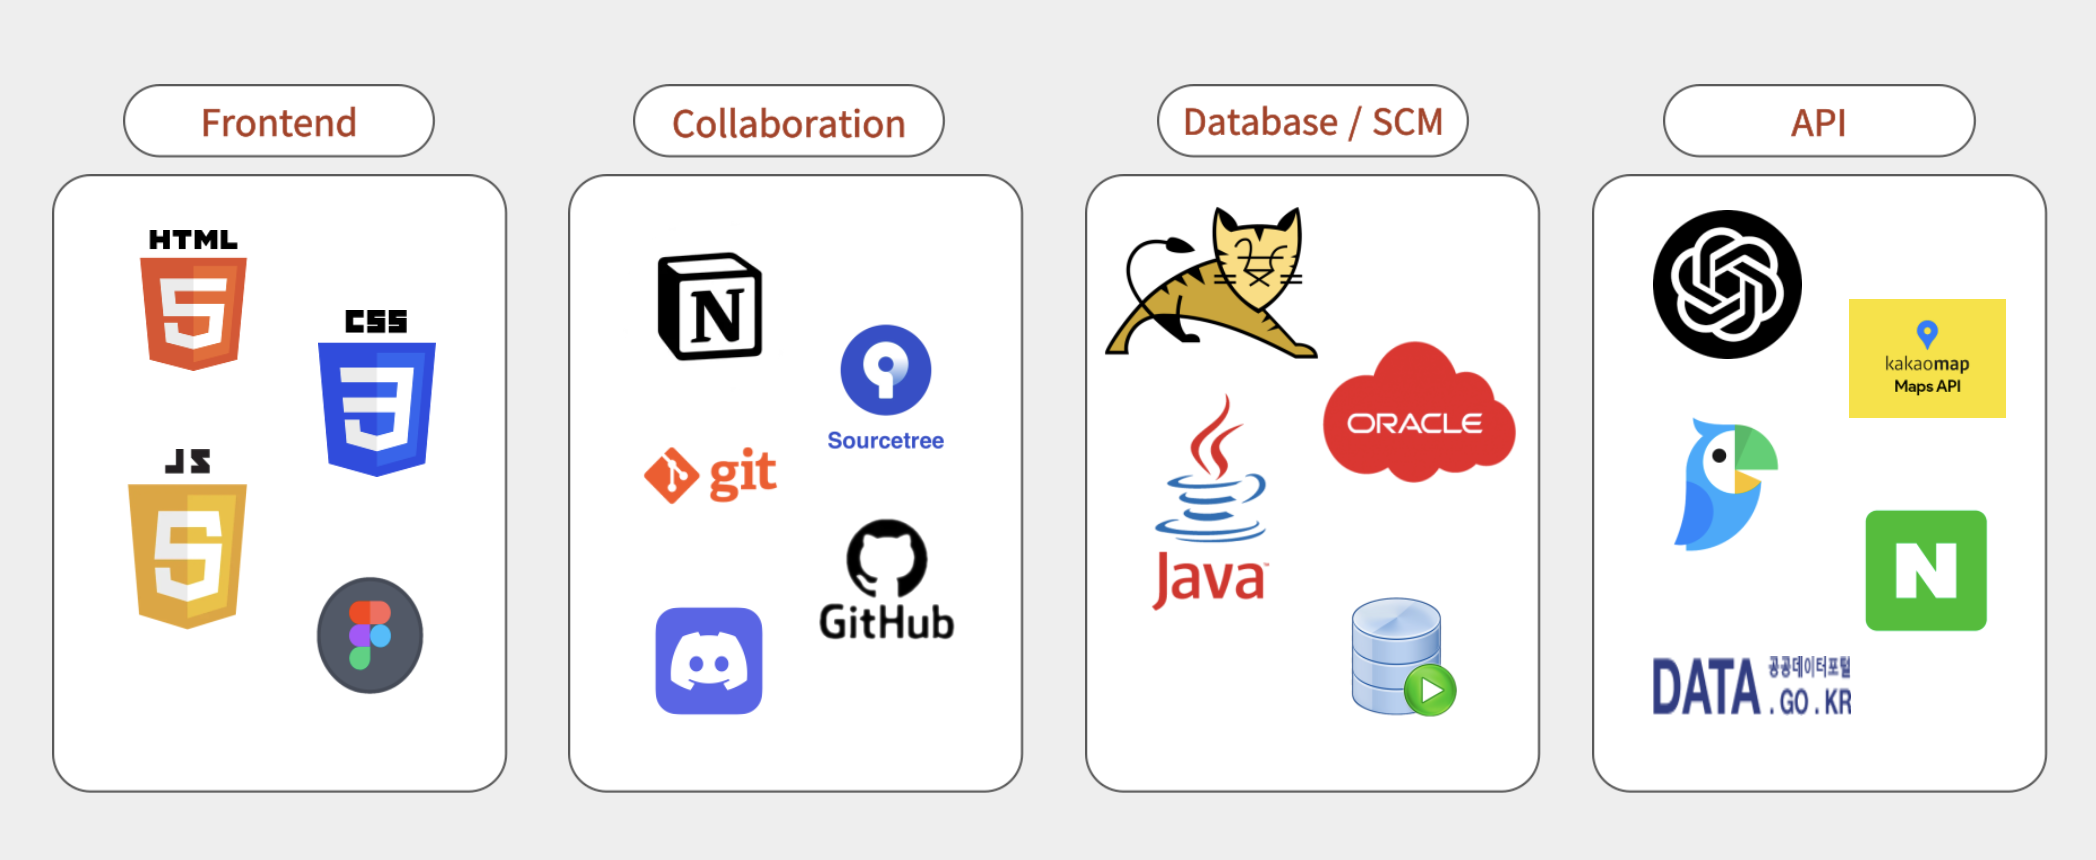 Frontend
HTML
5
CSS
3
JS
5
Collaboration
N
Sourcetree
git
GitHub
Database / SCM
ORACLE
Java™
API
kakaomap
Maps API
N
DATA 공공데이터포털
.GO.KR